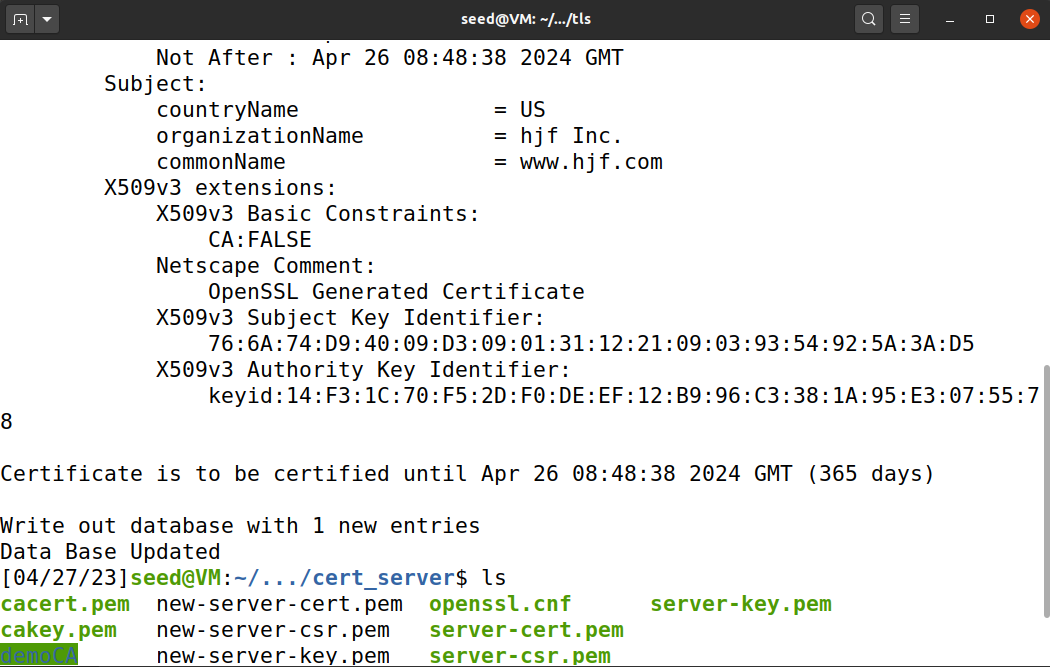 seed@VM: ~/.../tls
Not After : Apr 26 08:48:38 2024 GMT
Subject:
countryName = US
organizationName = hjf Inc.
commonName = www.hjf.com
X509v3 extensions:
X509v3 Basic Constraints:
CA:FALSE
Netscape Comment:
OpenSSL Generated Certificate
X509v3 Subject Key Identifier:
76:6A:74:D9:40:09:D3:09:01:31:12:21:09:03:93:54:92:5A:3A:D5
X509v3 Authority Key Identifier:
keyid:14:F3:1C:70:F5:2D:F0:DE:EF:12:B9:96:C3:38:1A:95:E3:07:55:7
8
Certificate is to be certified until Apr 26 08:48:38 2024 GMT (365 days)
Write out database with 1 new entries
Data Base Updated
[04/27/23]seed@VM:~/.../cert_server$ ls
cacert.pem new-server-cert.pem openssl.cnf server-key.pem
cakey.pem new-server-csr.pem server-cert.pem
demoCA new-server-key.pem server-csr.pem